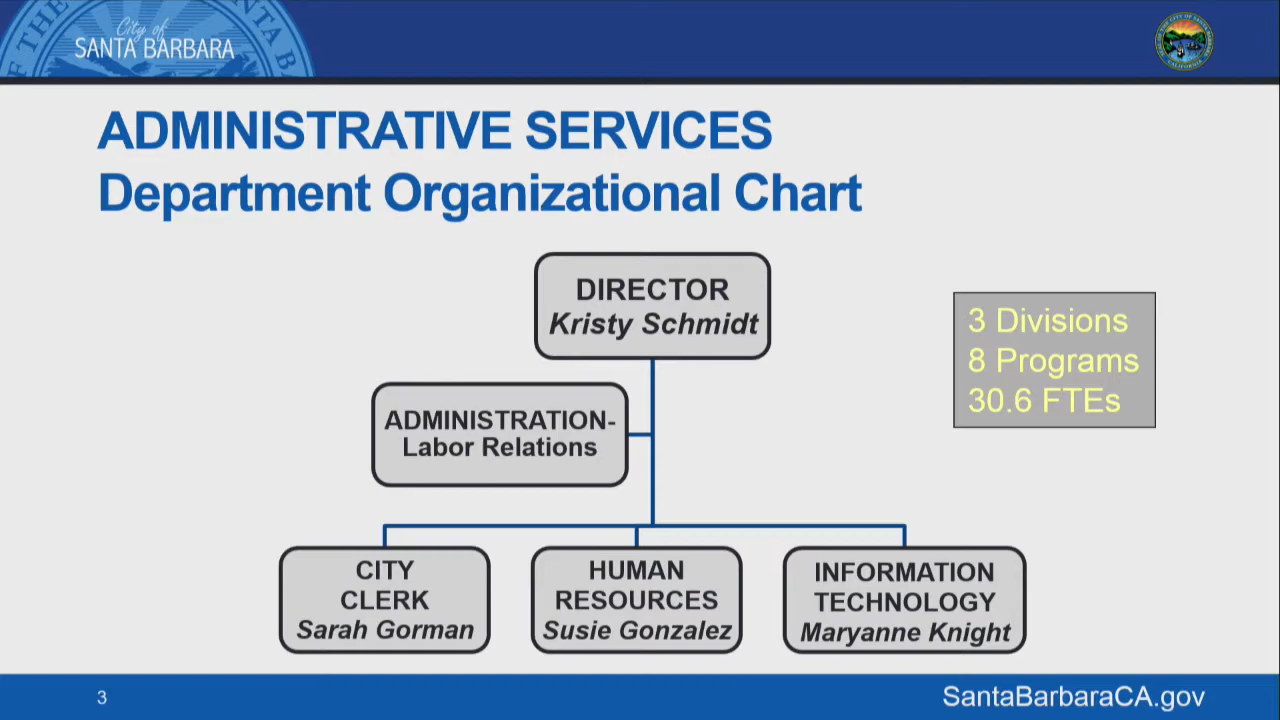 City of
SANTA BARBARA
ADMINISTRATIVE SERVICES
Department Organizational Chart
DIRECTOR
Kristy Schmidt
3 Divisions
8 Programs
30.6 FTEs
ADMINISTRATION-
Labor Relations
CITY
CLERK
Sarah Gorman
HUMAN
RESOURCES
Susie Gonzalez
INFORMATION
TECHNOLOGY
Maryanne Knight
3
SantaBarbaraCA.gov